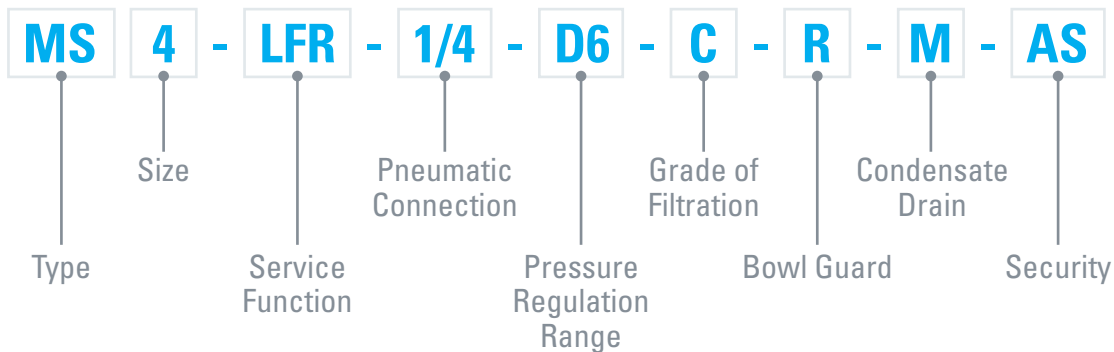 MS 4 - LFR - 1/4 - D6 - C - R - M - AS
Size
Pneumatic
Connection
Grade of
Filtration
Condensate
Drain
Type
Service
Function
Pressure
Regulation
Range
Bowl Guard
Security